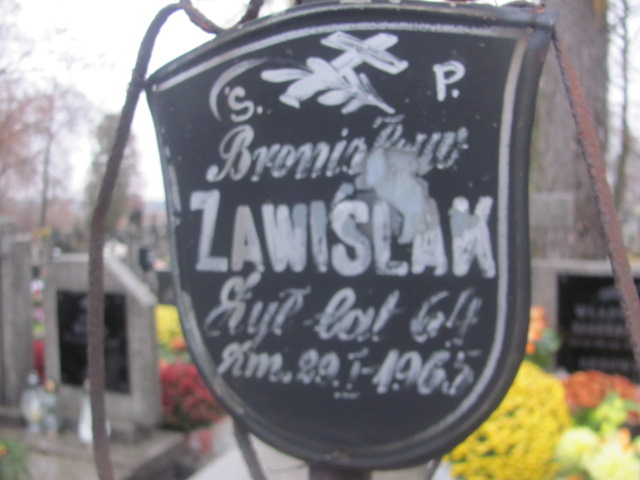 Ś. P.
Bronisław
ZAWIŚLAK
Żył lat 64
Zm. 29.I-1965